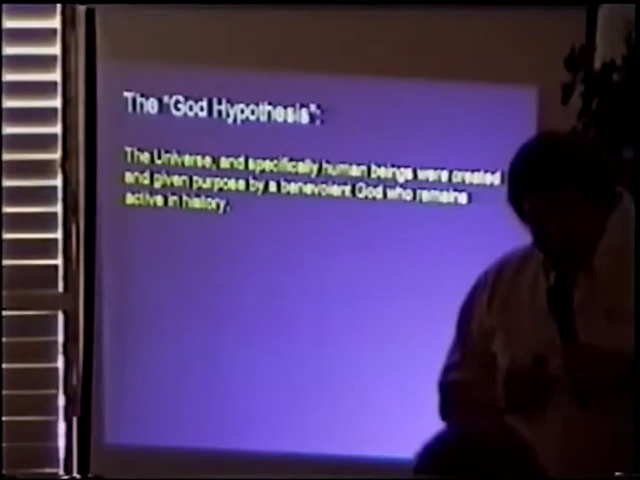 The "God Hypothesis":
The Universe, and specifically human beings were created
and given purpose by a benevolent God who remains
active in history.